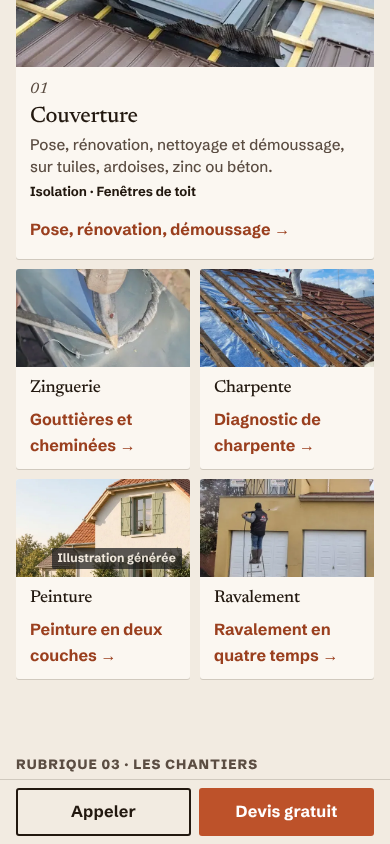 01
Couverture
Pose, rénovation, nettoyage et démoussage,
sur tuiles, ardoises, zinc ou béton.
Isolation · Fenêtres de toit
Pose, rénovation, démoussage →
Zinguerie
Gouttières et
cheminées →
Charpente
Diagnostic de
charpente →
Illustration générée
Peinture
Peinture en deux
couches →
Ravalement
Ravalement en
quatre temps →
RUBRIQUE 03 · LES CHANTIERS
Appeler
Devis gratuit